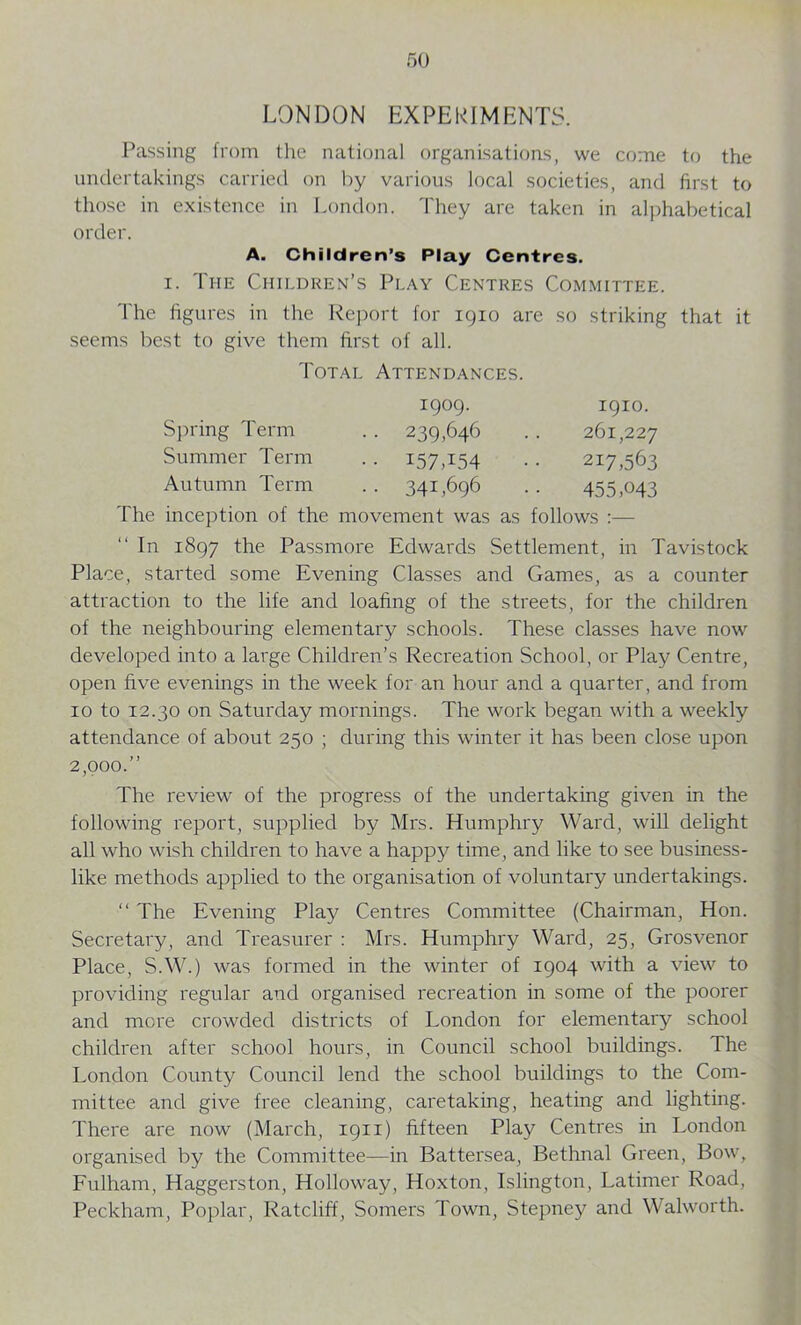 50
LONDON EXPERIMENTS.
Passing from the national organisations, we come to the
undertakings carried on by various local societies, and first to
those in existence in London. They are taken in alphabetical
order.
A. Children's Play Centres.
1. The Children's Play Centres Committee.
The figures in the Report for 1910 are so striking that it
seems best to give them first of all.
Total Attendances.
1909. 1910.
Spring Term .. 239,646 .. 261,227
Summer Term .. 157,154 .. 217,563
Autumn Term .. 341,696 .. 455,043
The inception of the movement was as follows :—
“ In 1897 the Passmore Edwards Settlement, in Tavistock
Place, started some Evening Classes and Games, as a counter
attraction to the life and loafing of the streets, for the children
of the neighbouring elementary schools. These classes have now
developed into a large Children's Recreation School, or Play Centre,
open five evenings in the week for an hour and a quarter, and from
10 to 12.30 on Saturday mornings. The work began with a weekly
attendance of about 250 ; during this winter it has been close upon
2,000.”
The review of the progress of the undertaking given in the
following report, supplied by Mrs. Humphry Ward, will delight
all who wish children to have a happy time, and like to see business-
like methods applied to the organisation of voluntary undertakings.
“ The Evening Play Centres Committee (Chairman, Hon.
Secretary, and Treasurer : Mrs. Humphry Ward, 25, Grosvenor
Place, S.W.) was formed in the winter of 1904 with a view to
providing regular and organised recreation in some of the poorer
and more crowded districts of London for elementary school
children after school hours, in Council school buildings. The
London County Council lend the school buildings to the Com-
mittee and give free cleaning, caretaking, heating and lighting.
There are now (March, 1911) fifteen Play Centres in London
organised by the Committee—in Battersea, Bethnal Green, Bow,
Fulham, Haggerston, Holloway, Hoxton, Islington, Latimer Road,
Peckham, Poplar, Ratcliff, Somers Town, Stepney and Walworth.